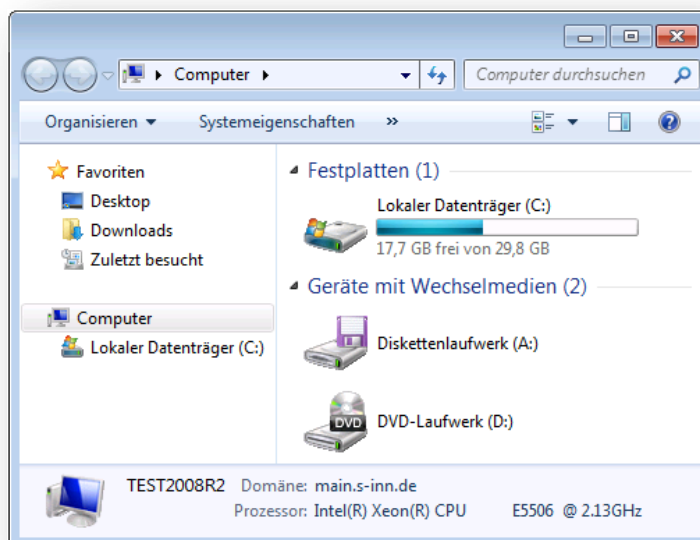 Computer
Computer durchsuchen
Organisieren
Systemeigenschaften
»
Favoriten
Desktop
Downloads
Zuletzt besucht
Computer
Lokaler Datenträger (C:)
Festplatten (1)
Lokaler Datenträger (C:)
17,7 GB frei von 29,8 GB
Geräte mit Wechselmedien (2)
Diskettenlaufwerk (A:)
DVD
DVD-Laufwerk (D:)
TEST2008R2 Domäne: main.s-inn.de
Prozessor: Intel(R) Xeon(R) CPU E5506 @ 2.13GHz